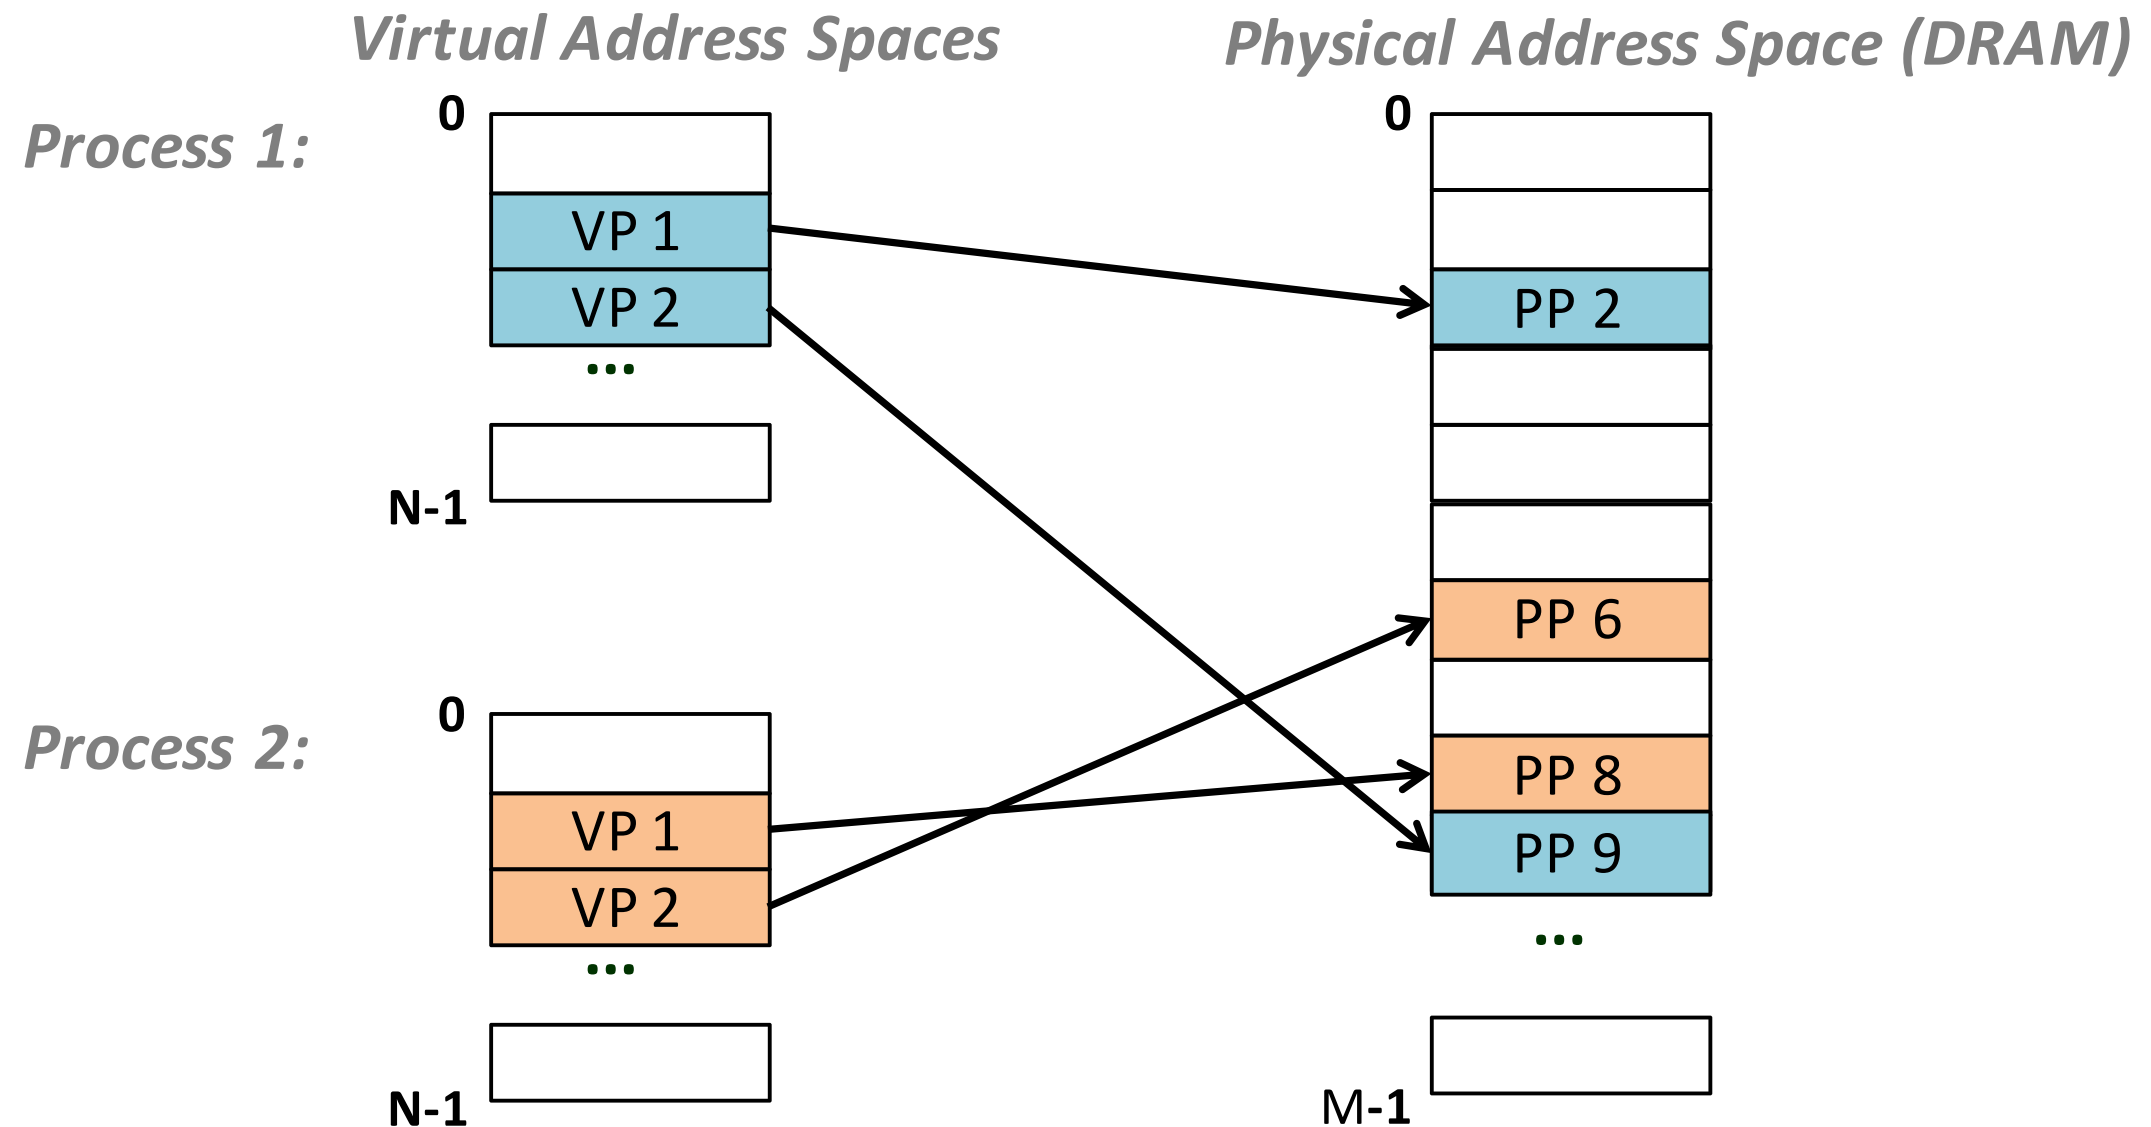 Virtual Address Spaces
Physical Address Space (DRAM)
Process 1:
0
VP 1
VP 2
...
N-1
0
PP 2
PP 6
PP 8
PP 9
...
M-1
Process 2:
0
VP 1
VP 2
...
N-1